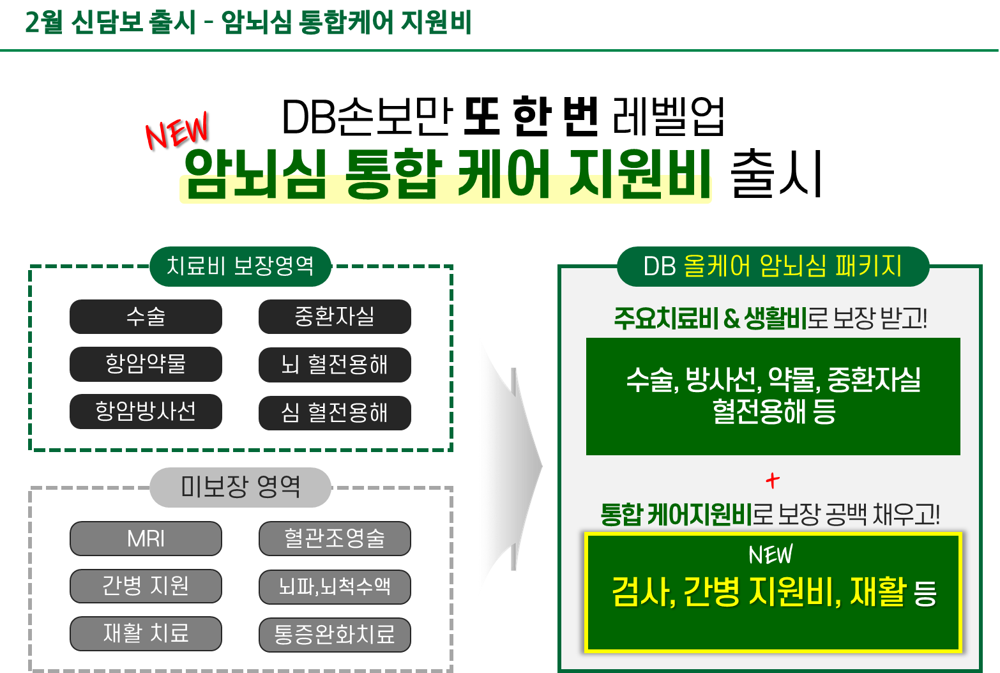 2월 신담보 출시 - 암뇌심 통합케어 지원비
DB손보만 또 한 번 레벨업
NEW
암뇌심 통합 케어 지원비 출시
치료비 보장영역
수술
중환자실
항암약물
뇌 혈전용해
항암방사선
심 혈전용해
미보장 영역
MRI
혈관조영술
간병 지원
뇌파,뇌척수액
재활 치료
통증완화치료
DB 올케어 암뇌심 패키지
주요치료비 & 생활비로 보장 받고!
수술, 방사선, 약물, 중환자실
혈전용해 등
+
통합 케어지원비로 보장 공백 채우고!
NEW
검사, 간병 지원비, 재활 등